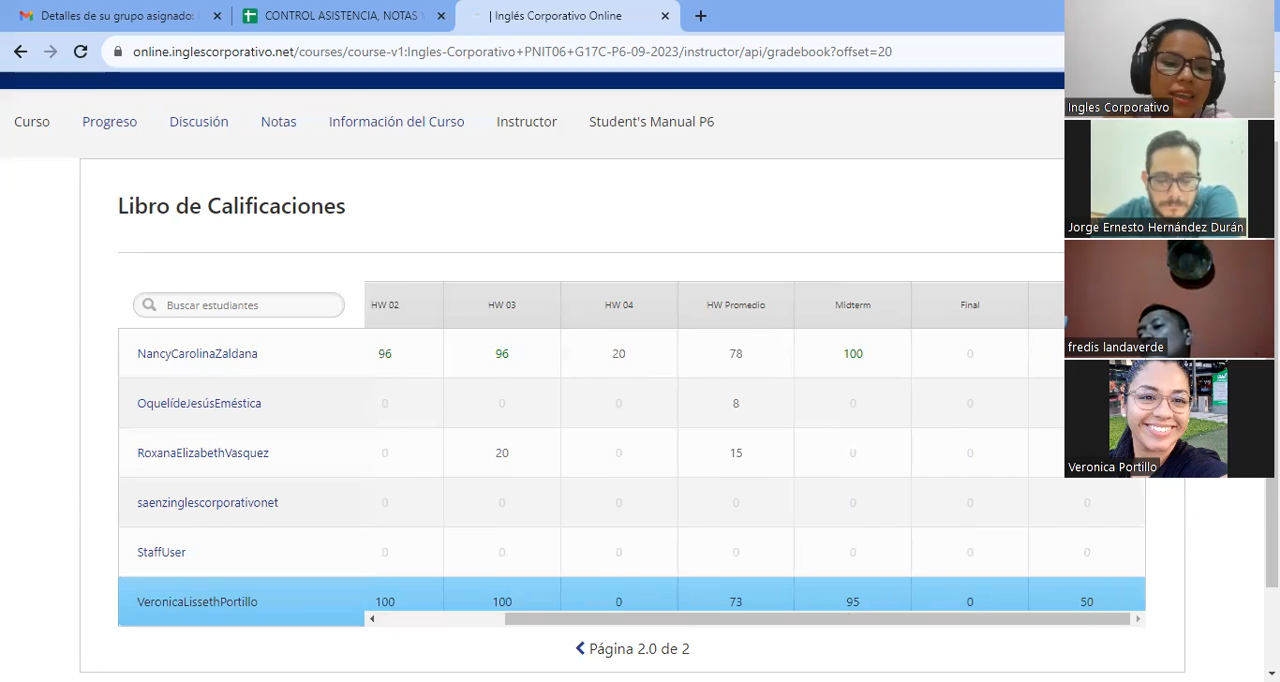 Detalles de su grupo asignado:
CONTROL ASISTENCIA, NOTAS Y
| Inglés Corporativo Online
online.inglescorporativo.net/courses/course-v1:Ingles-Corporativo+PNIT06+G17C-P6-09-2023/instructor/api/gradebook?offset=20
Curso Progreso Discusión Notas Información del Curso Instructor Student's Manual P6
Libro de Calificaciones
Buscar estudiantes HW 02 HW 03 HW 04 HW Promedio Midterm Final
NancyCarolinaZaldana 96 96 20 78 100 0
OquelídeJesúsEméstica 0 0 0 8 0 0
RoxanaElizabethVasquez 0 20 0 15 0 0
saenzinglescorporativonet 0 0 0 0 0 0 0
StaffUser 0 0 0 0 0 0 0
VeronicaLissethPortillo 100 100 0 73 95 0 50
Página 2.0 de 2
Ingles Corporativo
Jorge Ernesto Hernández Durán
fredis landaverde
Veronica Portillo